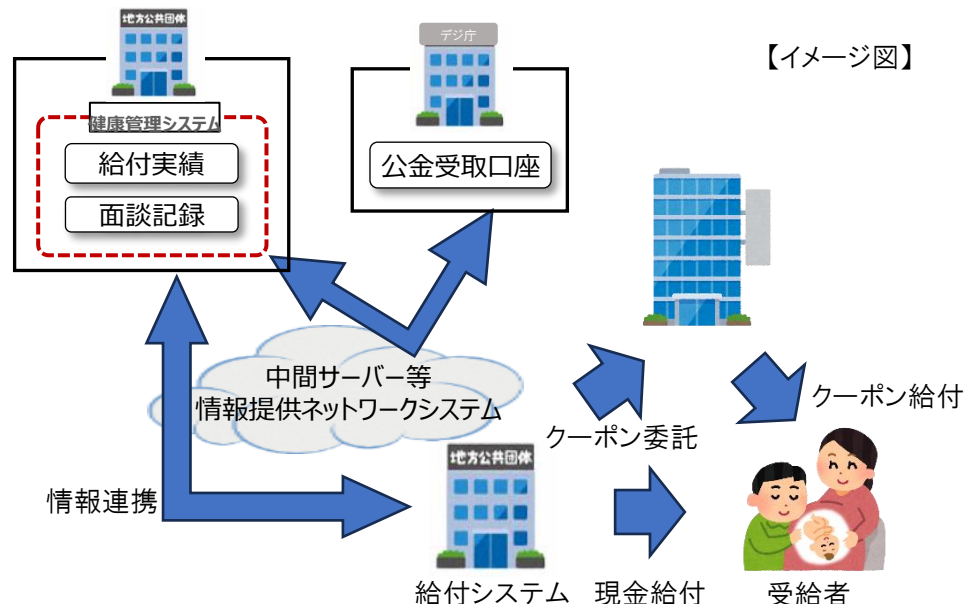 地方公共団体
デジ庁
【イメージ図】
健康管理システム
給付実績
面談記録
公金受取口座
中間サーバー等
情報提供ネットワークシステム
クーポン給付
クーポン委託
地方公共団体
情報連携
給付システム
現金給付
受給者